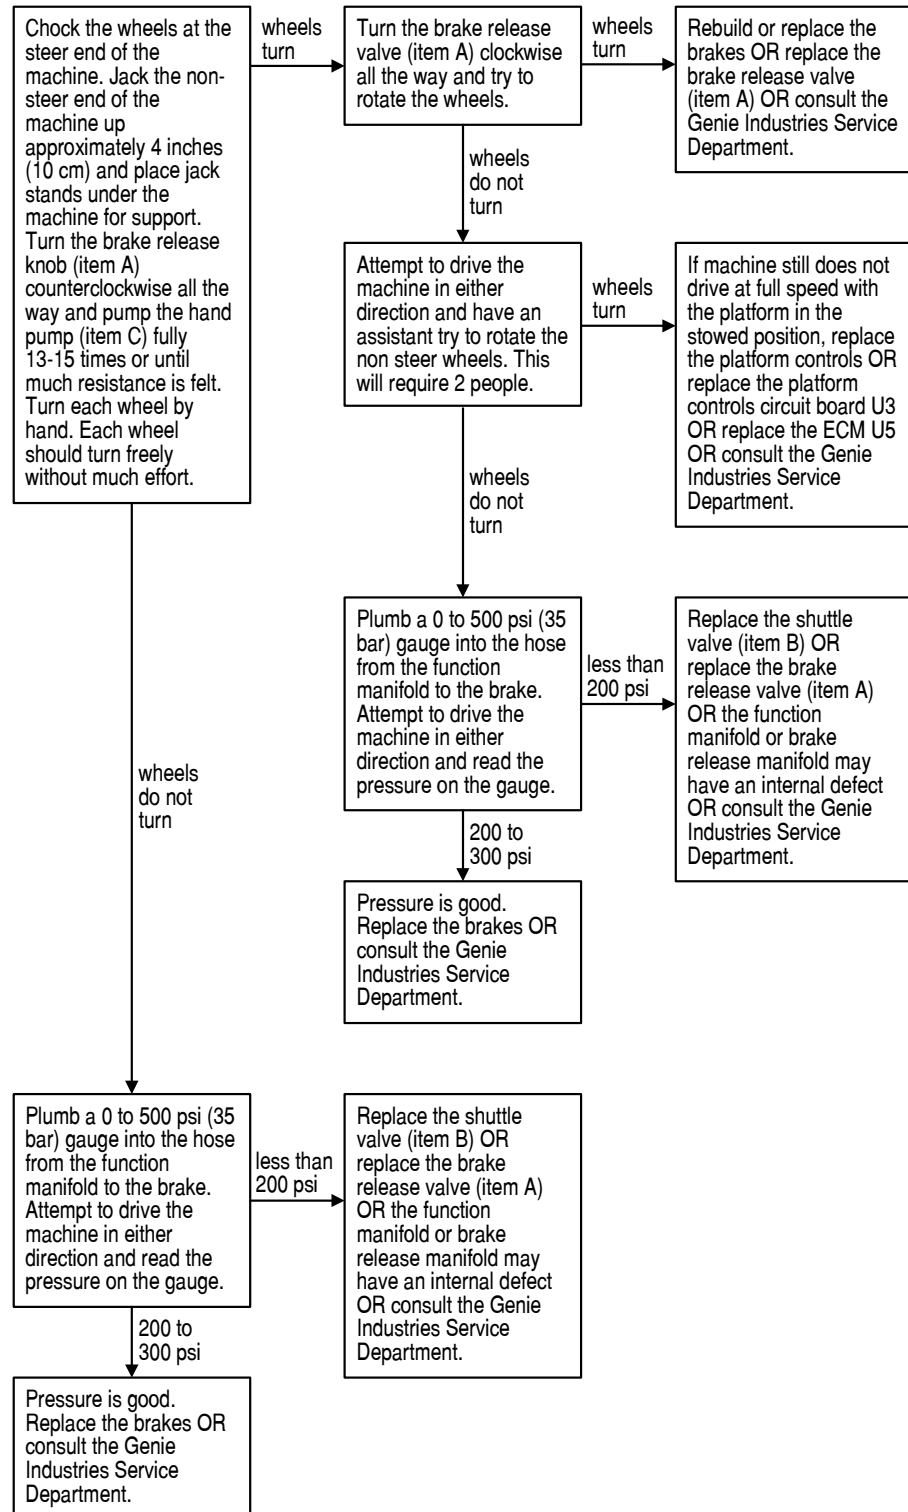 Chock the wheels at the
steer end of the
machine. Jack the non-
steer end of the
machine up
approximately 4 inches
(10 cm) and place jack
stands under the
machine for support.
Turn the brake release
knob (item A)
counterclockwise all the
way and pump the hand
pump (item C) fully
13-15 times or until
much resistance is felt.
Turn each wheel by
hand. Each wheel
should turn freely
without much effort.
wheels
turn
Turn the brake release
valve (item A) clockwise
all the way and try to
rotate the wheels.
wheels
turn
Rebuild or replace the
brakes OR replace the
brake release valve
(item A) OR consult the
Genie Industries Service
Department.
wheels
do not
turn
Attempt to drive the
machine in either
direction and have an
assistant try to rotate the
non steer wheels. This
will require 2 people.
wheels
turn
If machine still does not
drive at full speed with
the platform in the
stowed position, replace
the platform controls OR
replace the platform
controls circuit board U3
OR replace the ECM U5
OR consult the Genie
Industries Service
Department.
wheels
do not
turn
Plumb a 0 to 500 psi (35
bar) gauge into the hose
from the function
manifold to the brake.
Attempt to drive the
machine in either
direction and read the
pressure on the gauge.
less than
200 psi
Replace the shuttle
valve (item B) OR
replace the brake
release valve (item A)
OR the function
manifold or brake
release manifold may
have an internal defect
OR consult the Genie
Industries Service
Department.
200 to
300 psi
Pressure is good.
Replace the brakes OR
consult the Genie
Industries Service
Department.
wheels
do not
turn
Plumb a 0 to 500 psi (35
bar) gauge into the hose
from the function
manifold to the brake.
Attempt to drive the
machine in either
direction and read the
pressure on the gauge.
less than
200 psi
Replace the shuttle
valve (item B) OR
replace the brake
release valve (item A)
OR the function
manifold or brake
release manifold may
have an internal defect
OR consult the Genie
Industries Service
Department.
200 to
300 psi
Pressure is good.
Replace the brakes OR
consult the Genie
Industries Service
Department.